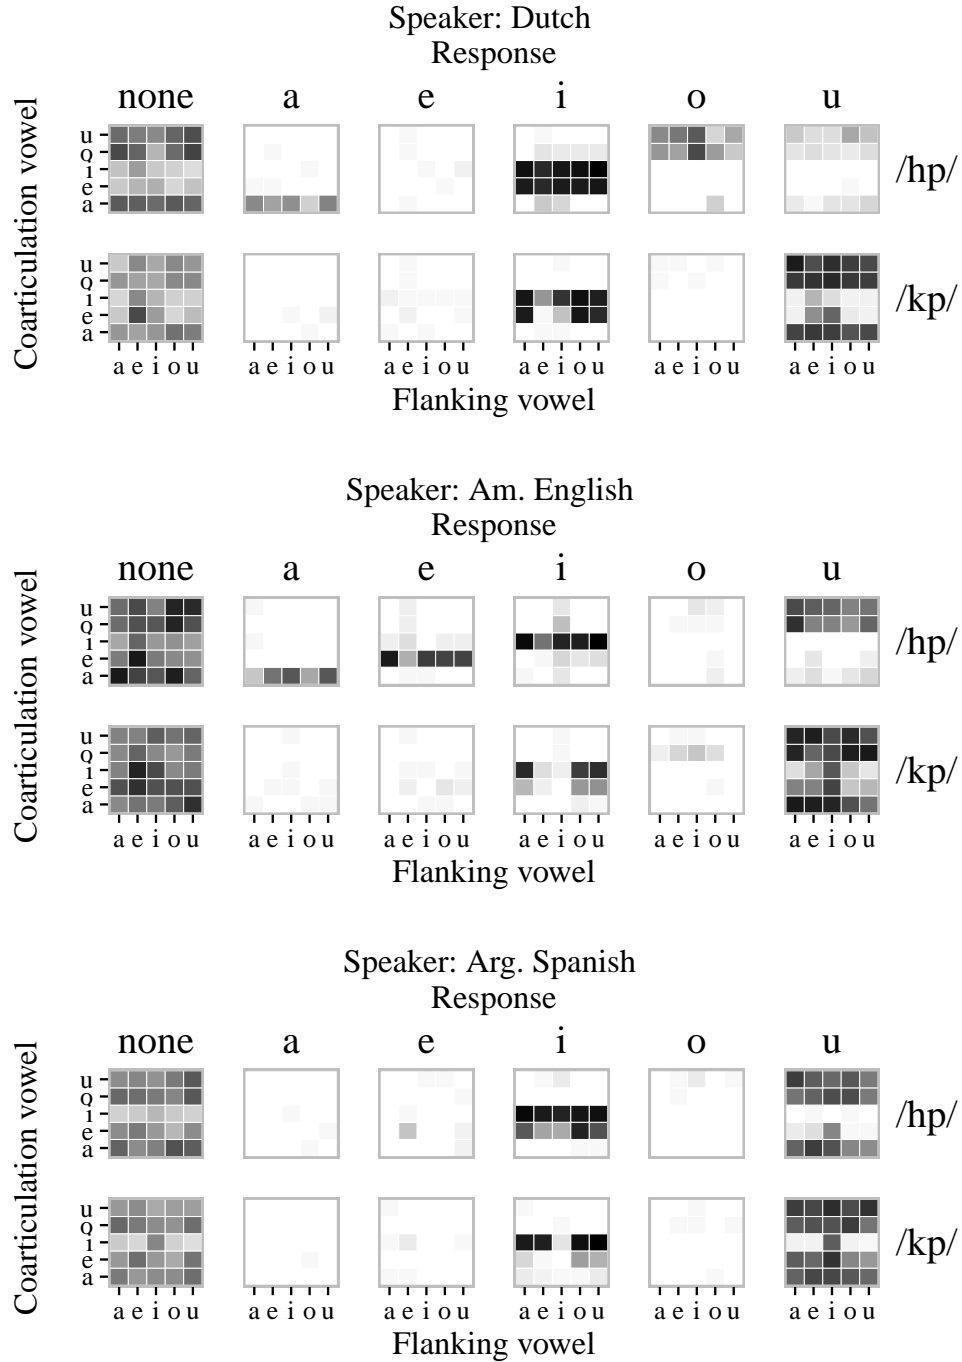 Speaker: Dutch
Response
none a e i o u
Coarticulation vowel
u
o
i
e
a
/hp/
u
o
i
e
a
/kp/
a e i o u a e i o u a e i o u a e i o u a e i o u a e i o u
Flanking vowel
Speaker: Am. English
Response
none a e i o u
Coarticulation vowel
u
o
i
e
a
/hp/
u
o
i
e
a
/kp/
a e i o u a e i o u a e i o u a e i o u a e i o u a e i o u
Flanking vowel
Speaker: Arg. Spanish
Response
none a e i o u
Coarticulation vowel
u
o
i
e
a
/hp/
u
o
i
e
a
/kp/
a e i o u a e i o u a e i o u a e i o u a e i o u a e i o u
Flanking vowel